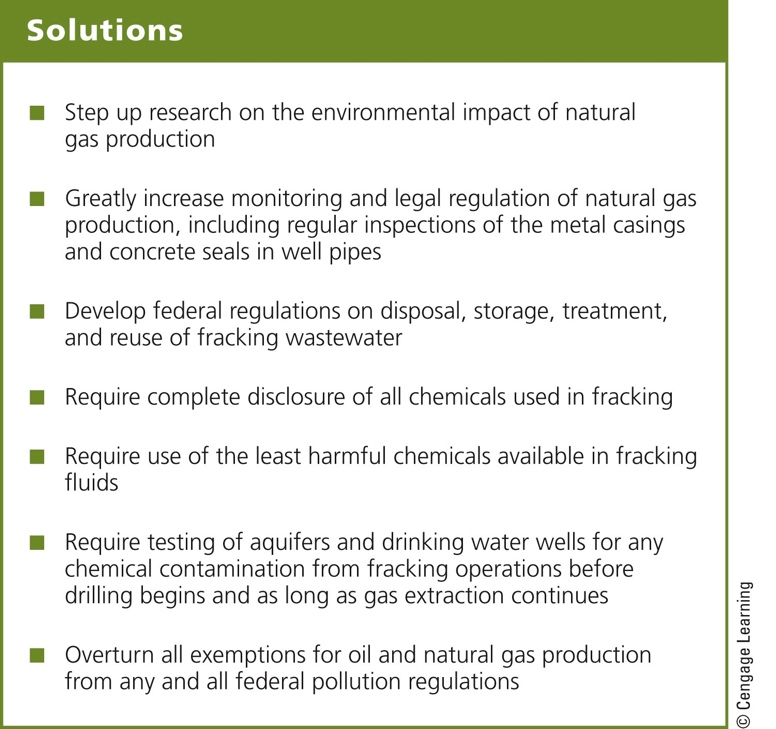 Solutions
■ Step up research on the environmental impact of natural
gas production
■ Greatly increase monitoring and legal regulation of natural gas
production, including regular inspections of the metal casings
and concrete seals in well pipes
■ Develop federal regulations on disposal, storage, treatment,
and reuse of fracking wastewater
■ Require complete disclosure of all chemicals used in fracking
■ Require use of the least harmful chemicals available in fracking
fluids
■ Require testing of aquifers and drinking water wells for any
chemical contamination from fracking operations before
drilling begins and as long as gas extraction continues
■ Overturn all exemptions for oil and natural gas production
from any and all federal pollution regulations
© Cengage Learning